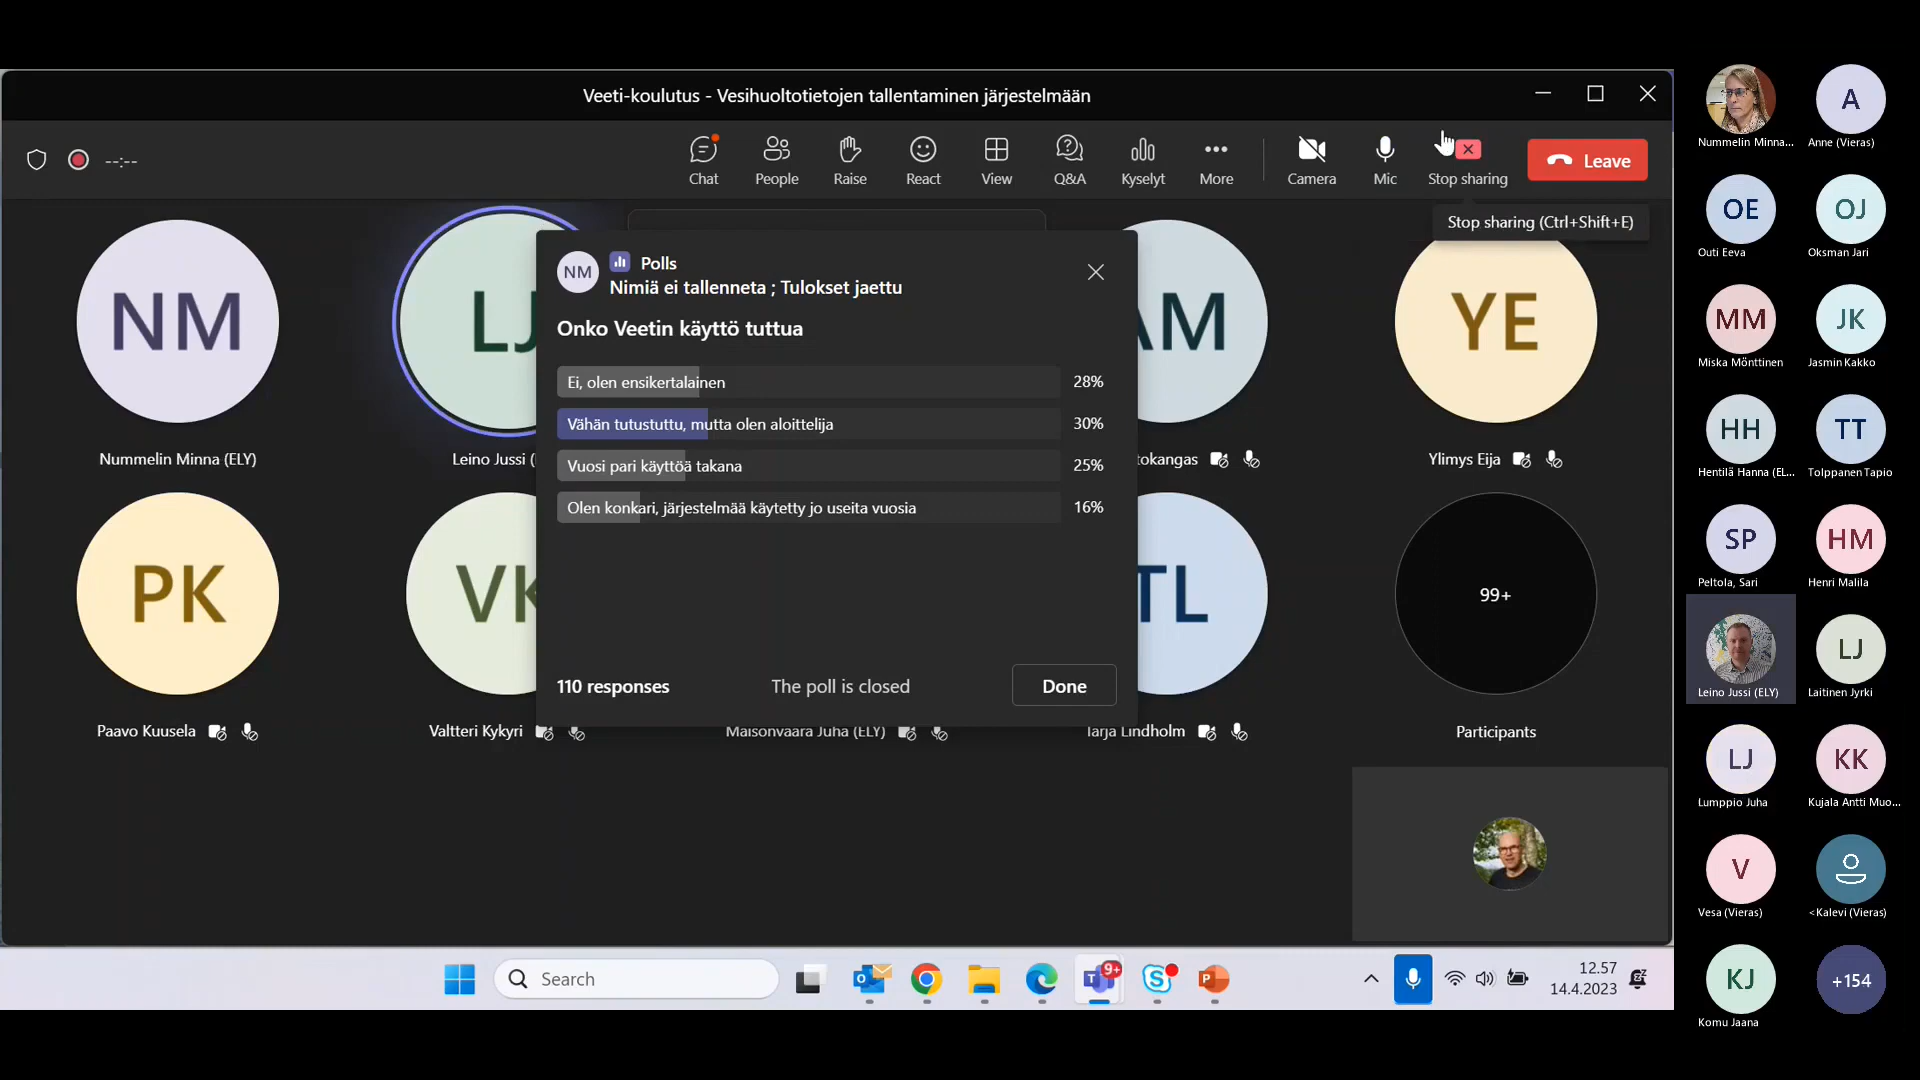 Veeti-koulutus - Vesihuoltotietojen tallentaminen järjestelmään
--:--
Chat
People
Raise
React
View
Q&A
Kyselyt
More
Camera
Mic
Stop sharing
Leave
Stop sharing (Ctrl+Shift+E)
NM
LJ
AM
YE
Nummelin Minna (ELY)
Leino Jussi (
tokangas
Ylimys Eija
NM
Polls
Nimiä ei tallenneta ; Tulokset jaettu
Onko Veetin käyttö tuttua
Ei, olen ensikertalainen 28%
Vähän tutustuttu, mutta olen aloittelija 30%
Vuosi pari käyttöä takana 25%
Olen konkari, järjestelmää käytetty jo useita vuosia 16%
110 responses
The poll is closed
Done
PK
VK
TL
99+
Paavo Kuusela
Valtteri Kykyri
Maisonvaara Juha (ELY)
Tarja Lindholm
Participants
Search
9+
12.57
14.4.2023
Nummelin Minna...
A
Anne (Vieras)
OE
Outi Eeva
OJ
Oksman Jari
MM
Miska Mönttinen
JK
Jasmin Kakko
HH
Hentilä Hanna (EL...
TT
Tolppanen Tapio
SP
Peltola, Sari
HM
Henri Malila
Leino Jussi (ELY)
LJ
Laitinen Jyrki
LJ
Lumppio Juha
KK
Kujala Antti Muo...
V
Vesa (Vieras)
<Kalevi (Vieras)
KJ
Komu Jaana
+154